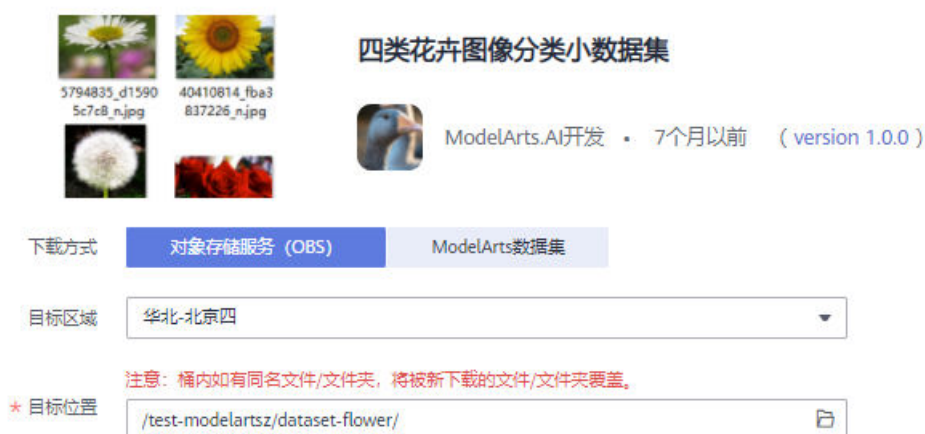 四类花卉图像分类小数据集
5794835_d1590
5c7c8_n.jpg
40410814_fba3
837226_n.jpg
ModelArts.AI开发 • 7个月以前 （version 1.0.0）
下载方式 对象存储服务（OBS） ModelArts数据集
目标区域 华北-北京四
注意：桶内如有同名文件/文件夹，将被新下载的文件/文件夹覆盖。
* 目标位置 /test-modelartsz/dataset-flower/